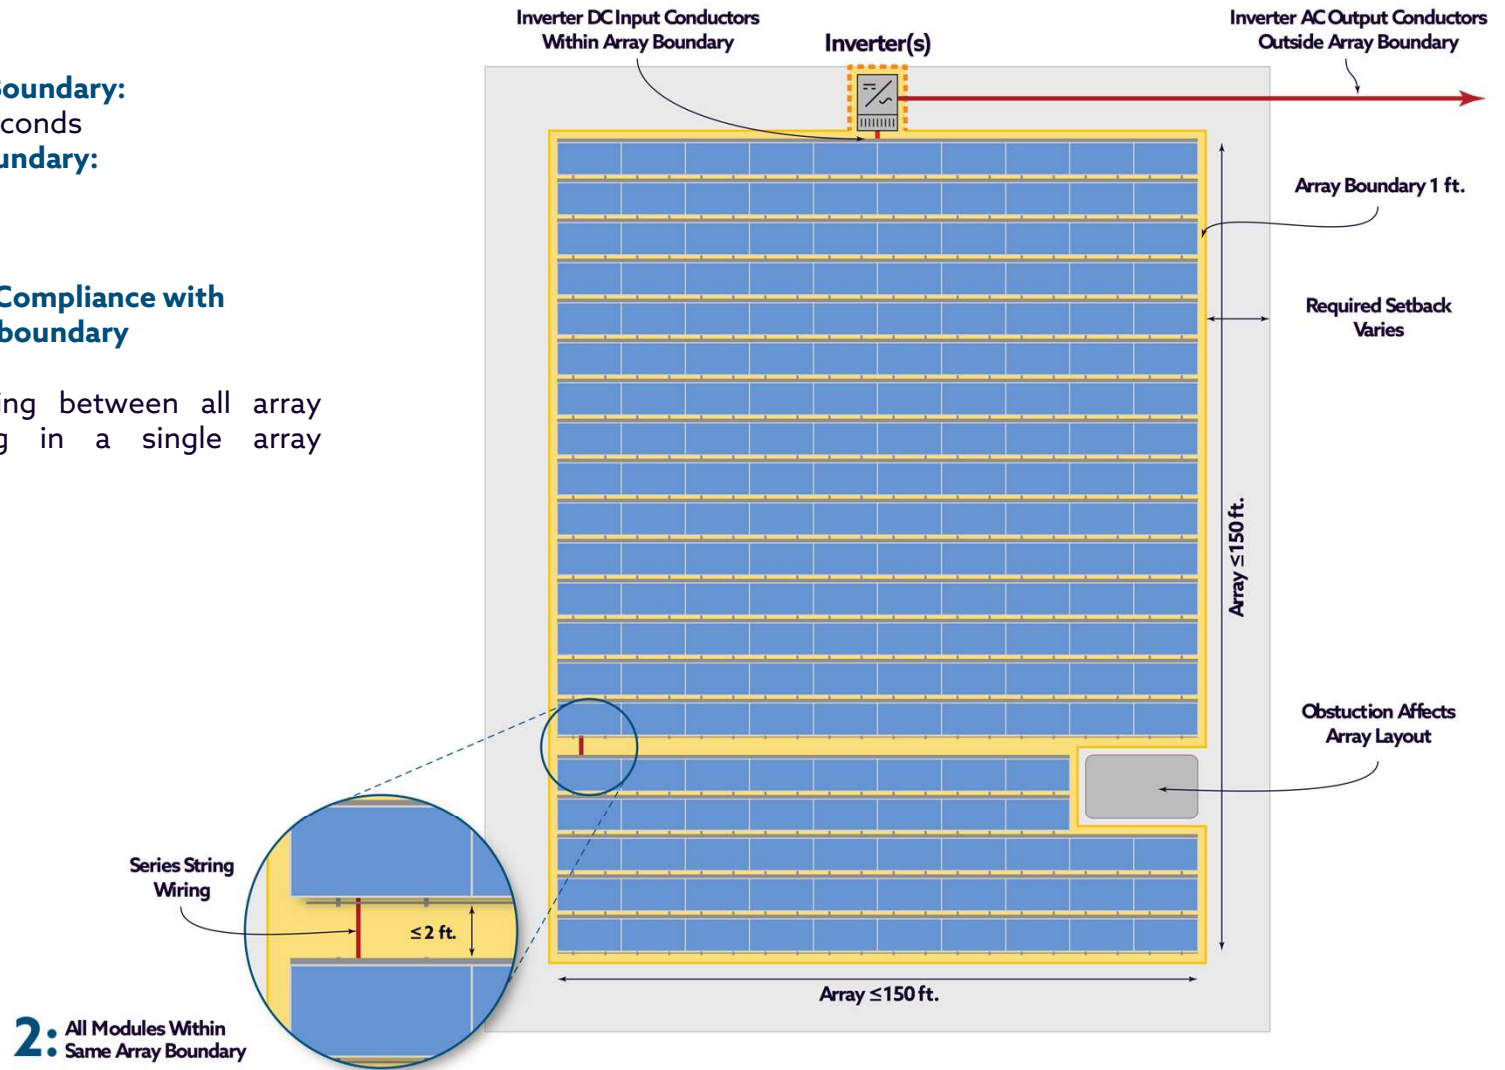 Inverter DC Input Conductors
Within Array Boundary
Inverter(s)
Inverter AC Output Conductors
Outside Array Boundary
Boundary:
econds
undary:
Array Boundary 1 ft.
Compliance with
boundary
Required Setback
Varies
ing between all array
g in a single array
Array ≤150 ft.
Obstuction Affects
Array Layout
Series String
Wiring
≤2 ft.
Array ≤150 ft.
2: All Modules Within
Same Array Boundary